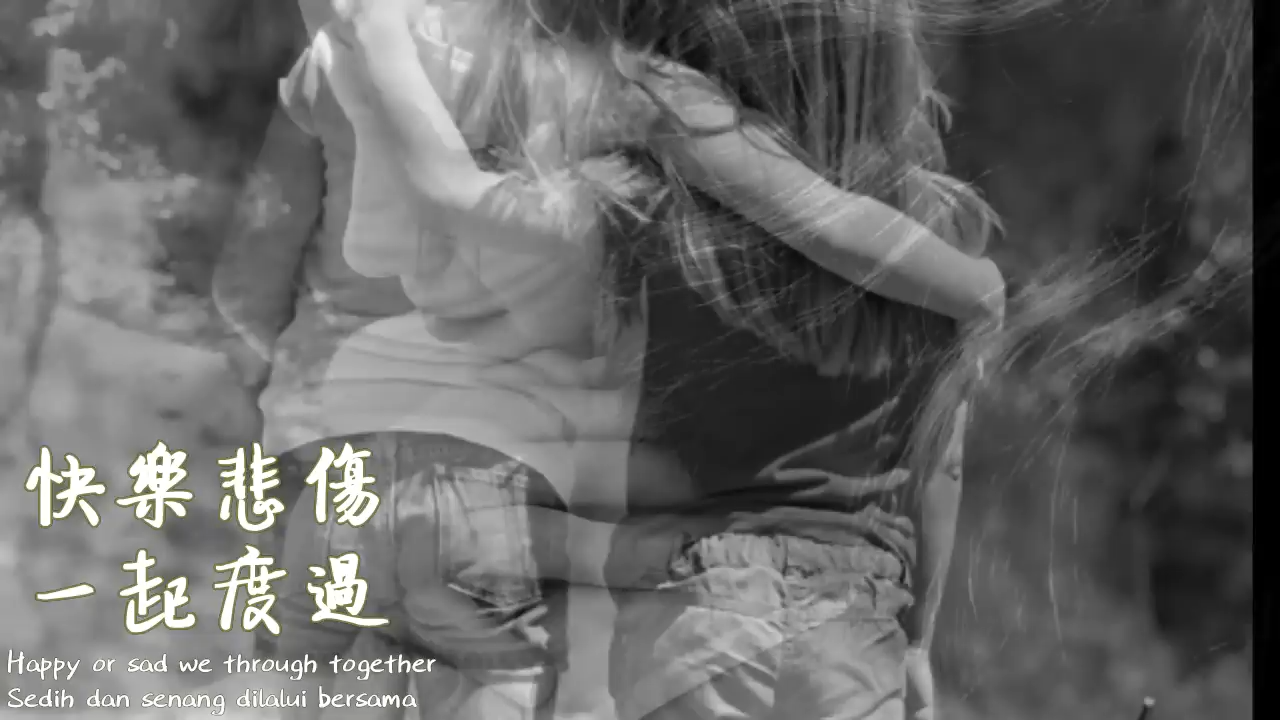 快樂悲傷
一起度過
Happy or sad we through together
Sedih dan senang dilalui bersama